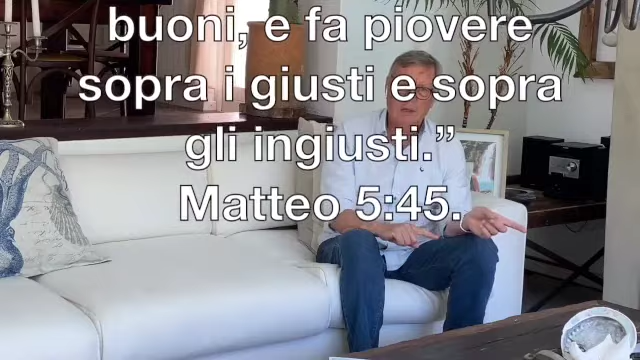 buoni, e fa piovere
sopra i giusti e sopra
gli ingiusti.”
Matteo 5:45.